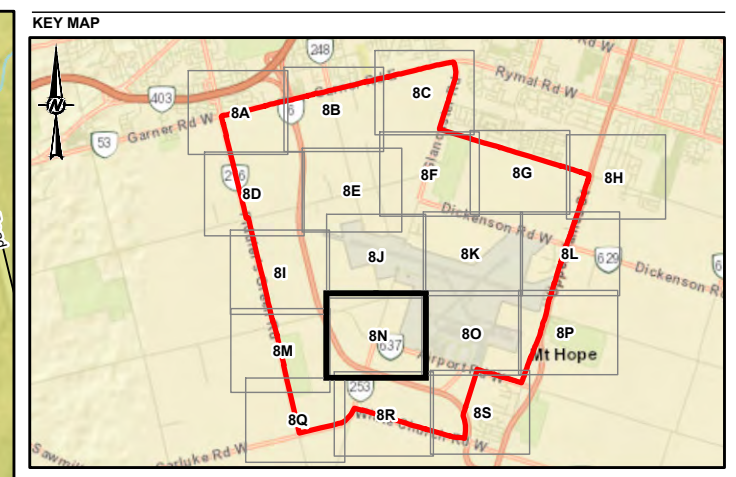 KEY MAP
248
Rymal Rd W
403
8C
8B
8A
6
Garner Rd W
53
N
8F
8G
8H
8E
8D
Dickenson Rd W
8J
8K
8L
629
8I
Dickenson R
8N
8O
8P
637
8M
Airport Rd W
Mt Hope
253
8R
8S
8Q
Church Rd W
Carluke Rd W
Sawmil